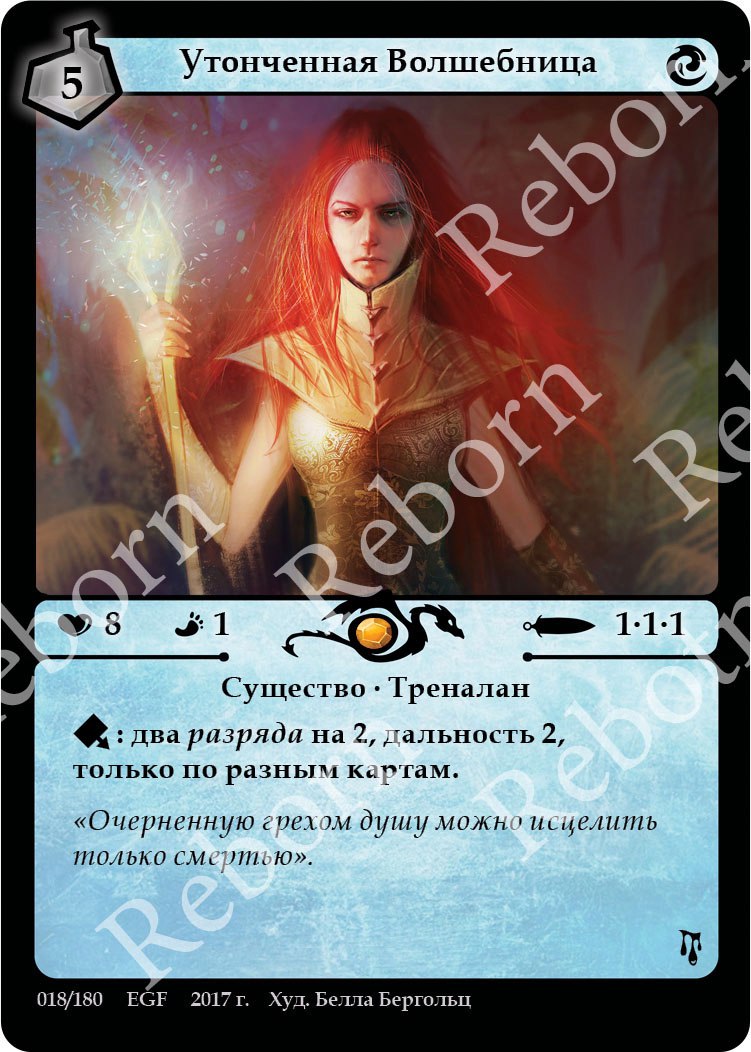 5
Утонченная Волшебница
8
1
1·1·1
Существо · Треналан
: два разряда на 2, дальность 2,
только по разным картам.
«Очерненную грехом душу можно исцелить
только смертью».
018/180 EGF 2017 г. Худ. Белла Бергольц
Reborn
Reborn
Reborn
Reborn
Reborn
Reborn